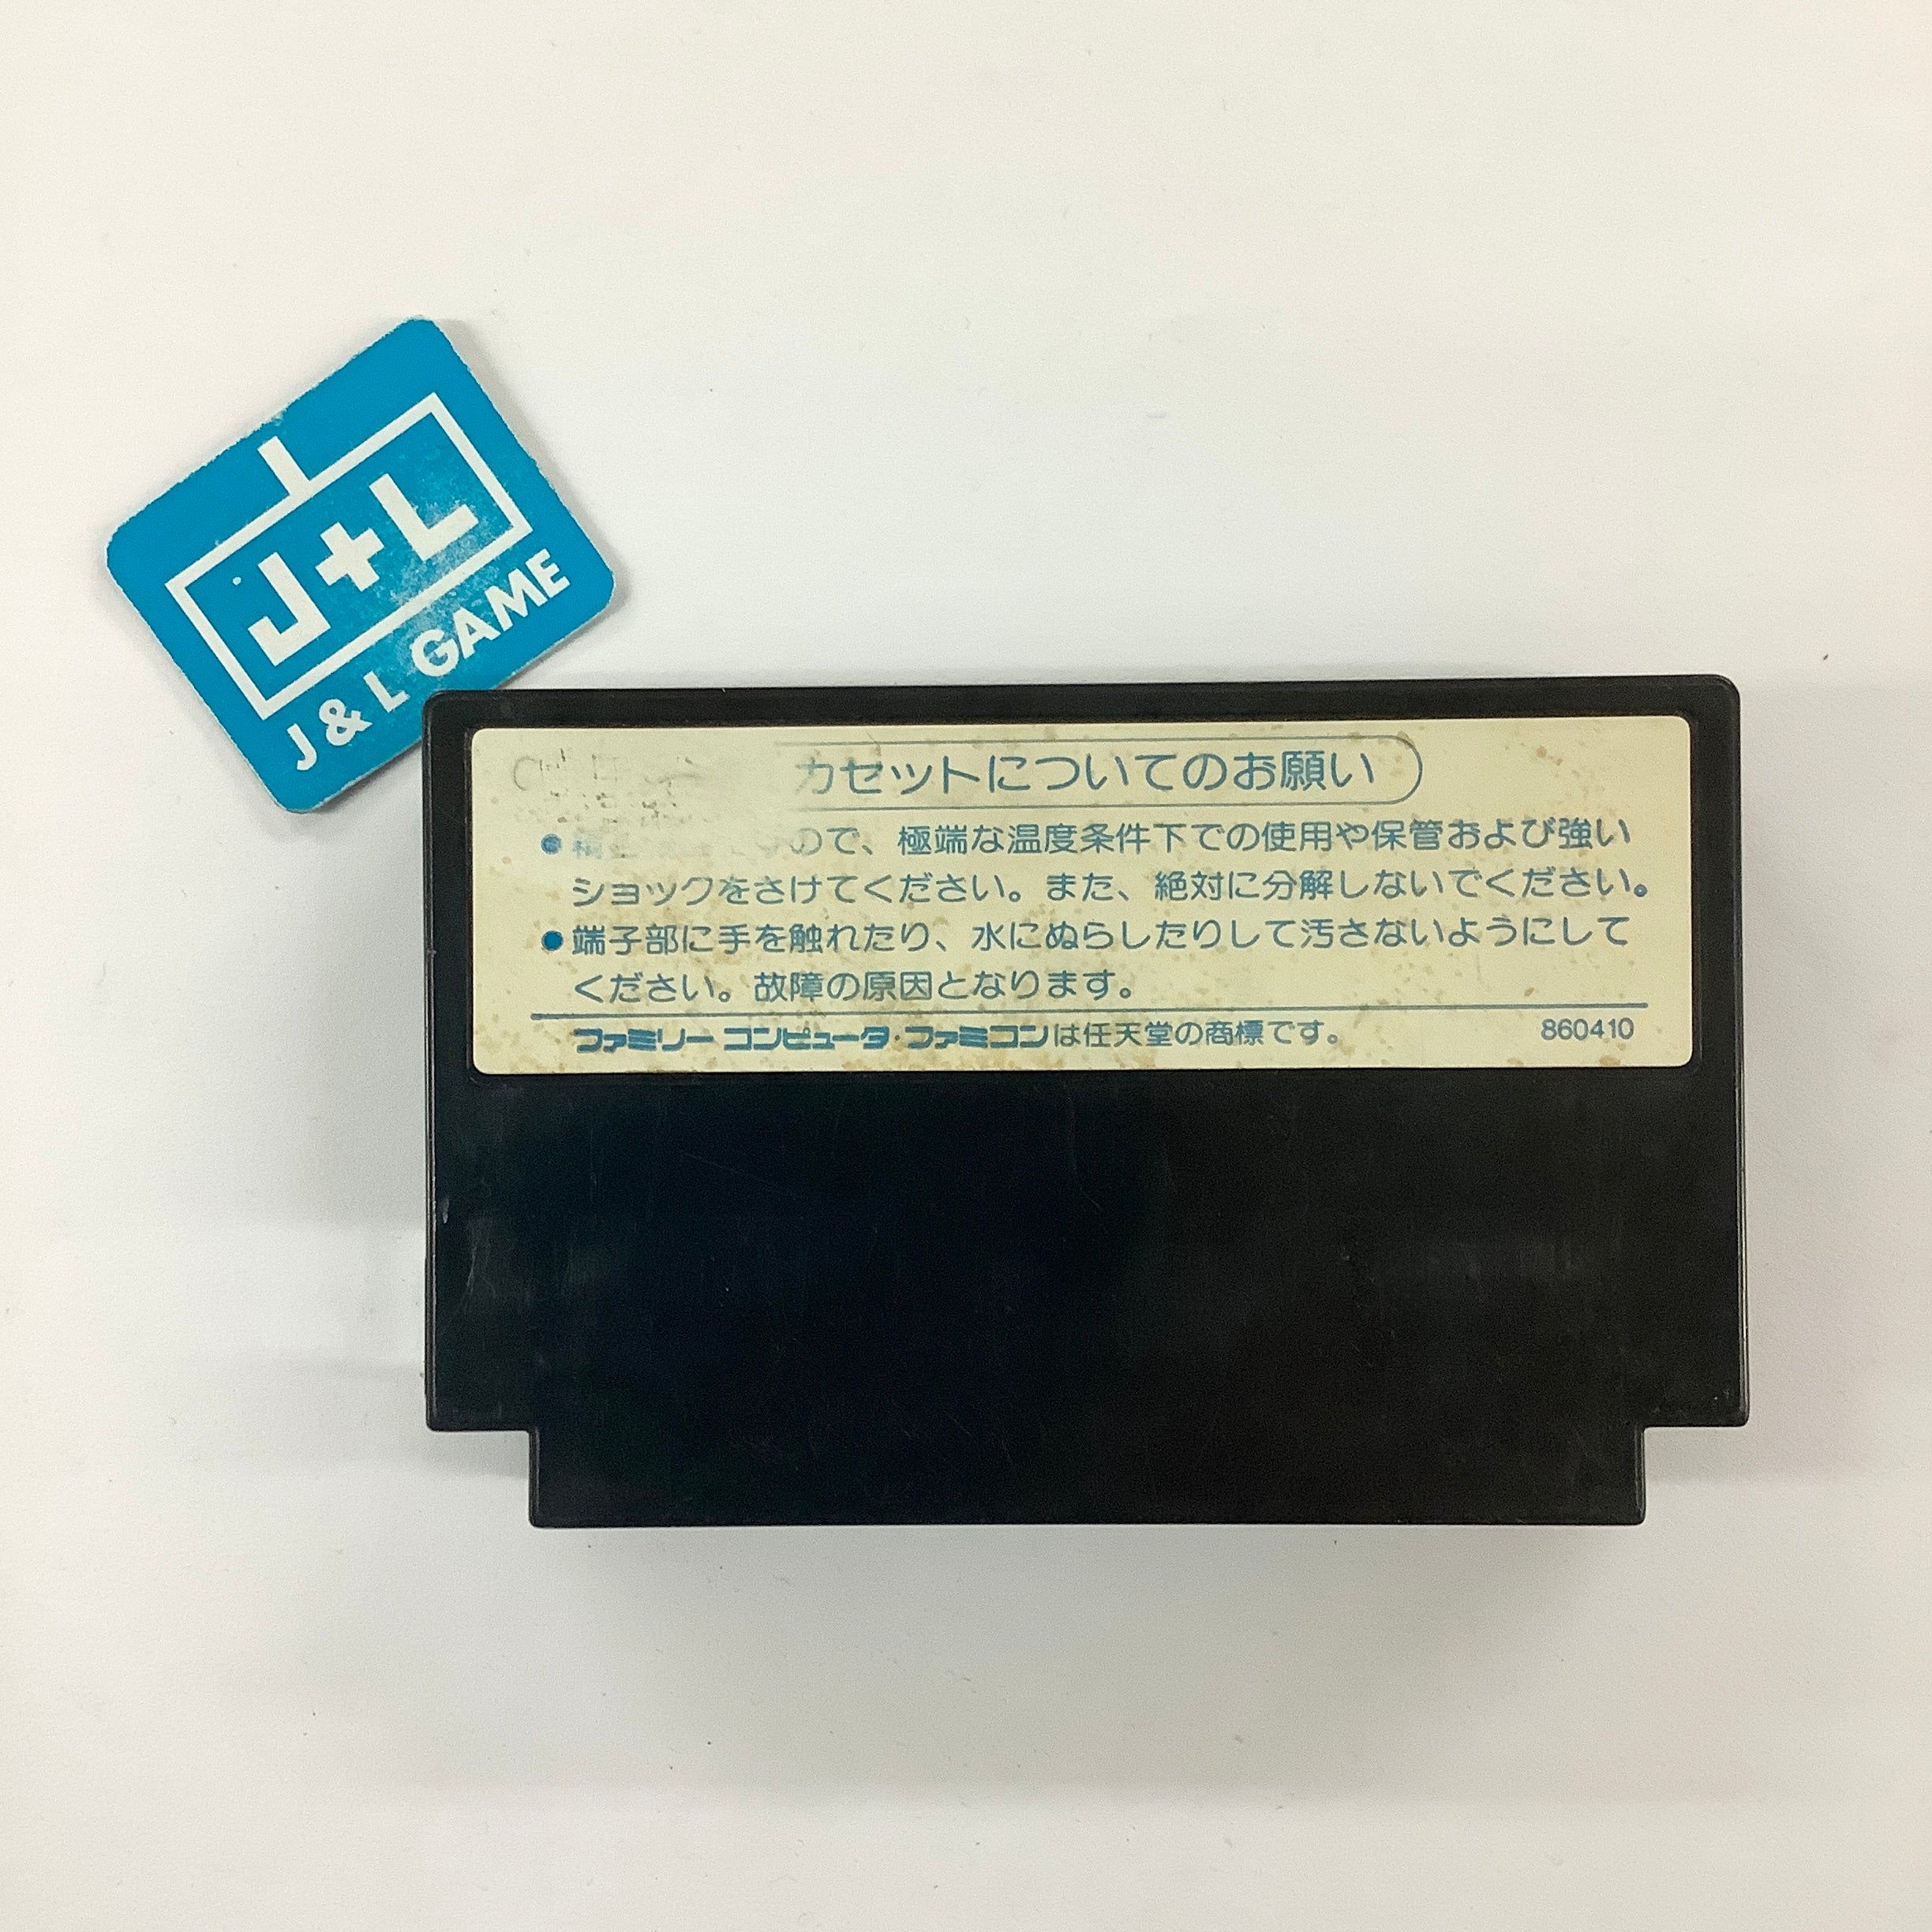 J+L
J & L GAME
カセットについてのお願い
● ので、極端な温度条件下での使用や保管および強い
ショックをさけてください。また、絶対に分解しないでください。
●端子部に手を触れたり、水にぬらしたりして汚さないようにして
ください。故障の原因となります。
ファミリー コンピュータ・ファミコンは任天堂の商標です。 860410